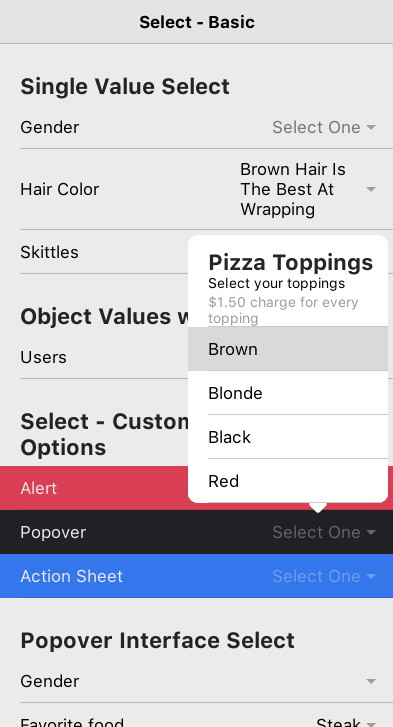 Select - Basic
Single Value Select
Gender
Select One
Hair Color
Brown Hair Is
The Best At
Wrapping
Skittles
Object Values
Users
Select - Custom
Options
Alert
Pizza Toppings
Select your toppings
$1.50 charge for every
topping
Brown
Blonde
Black
Red
Popover
Select One
Action Sheet
Select One
Popover Interface Select
Gender
Favorite food
Steak